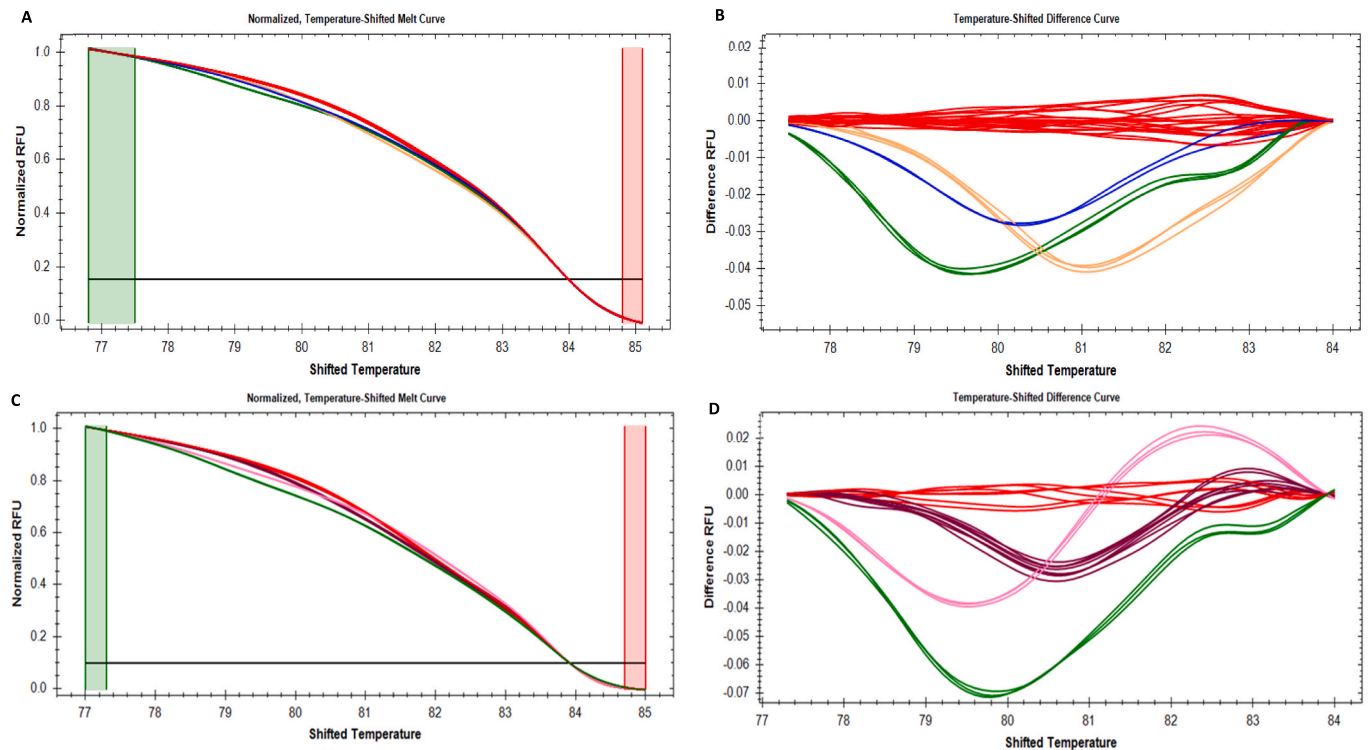 A
Normalized, Temperature-Shifted Melt Curve
1.0
0.8
0.6
0.4
0.2
0.0
Normalized RFU
77 78 79 80 81 82 83 84 85
Shifted Temperature
B
Temperature-Shifted Difference Curve
0.02
0.01
0.00
-0.01
-0.02
-0.03
-0.04
-0.05
Difference RFU
78 79 80 81 82 83 84
Shifted Temperature
C
Normalized, Temperature-Shifted Melt Curve
1.0
0.8
0.6
0.4
0.2
0.0
Normalized RFU
77 78 79 80 81 82 83 84 85
Shifted Temperature
D
Temperature-Shifted Difference Curve
0.02
0.01
0.00
-0.01
-0.02
-0.03
-0.04
-0.05
-0.06
-0.07
Difference RFU
77 78 79 80 81 82 83 84
Shifted Temperature